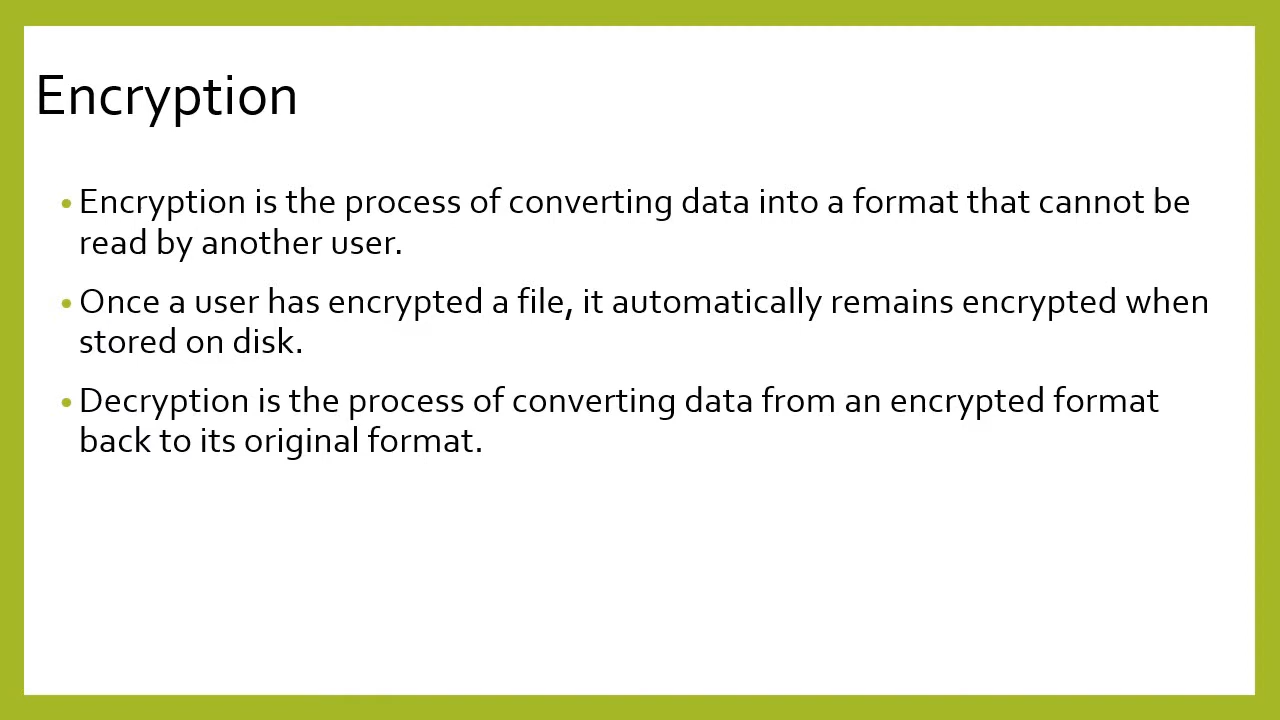 Encryption
• Encryption is the process of converting data into a format that cannot be
read by another user.
• Once a user has encrypted a file, it automatically remains encrypted when
stored on disk.
• Decryption is the process of converting data from an encrypted format
back to its original format.